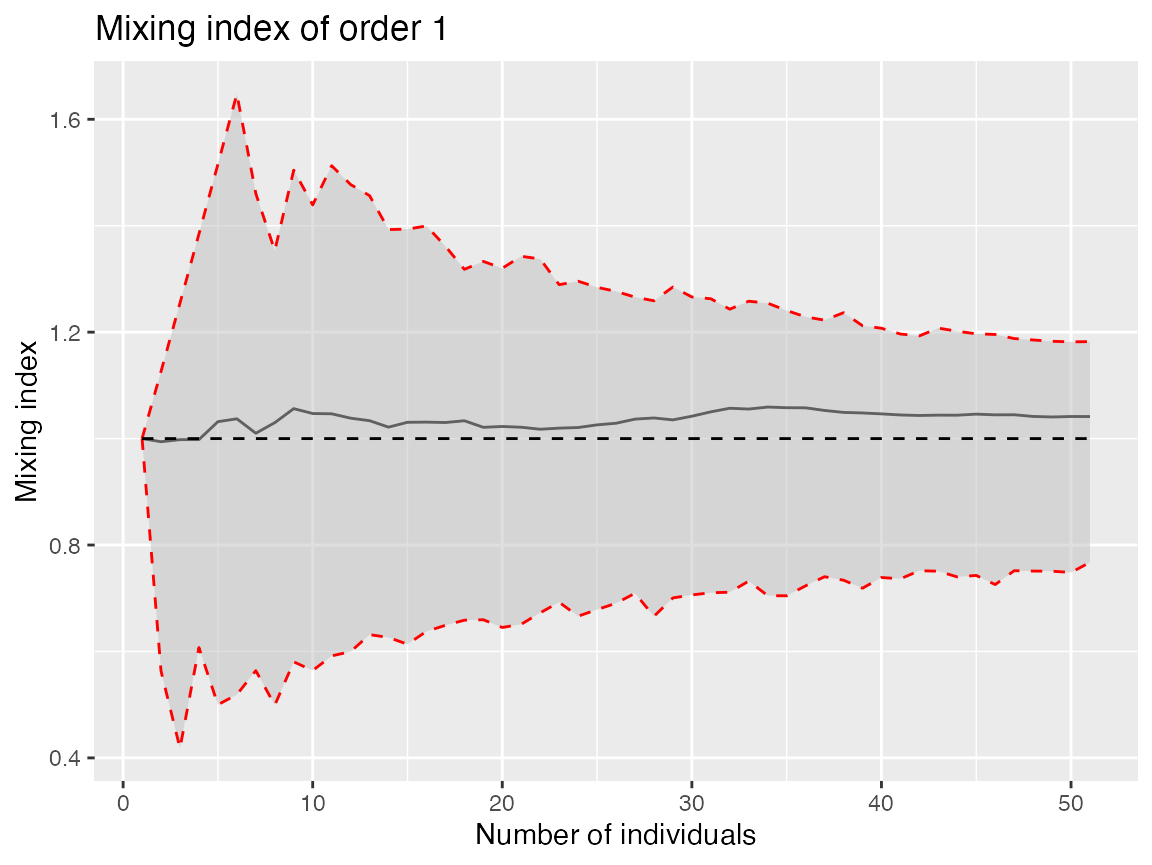 Mixing index of order 1
Mixing index
1.6
1.2
0.8
0.4
0 10 20 30 40 50
Number of individuals